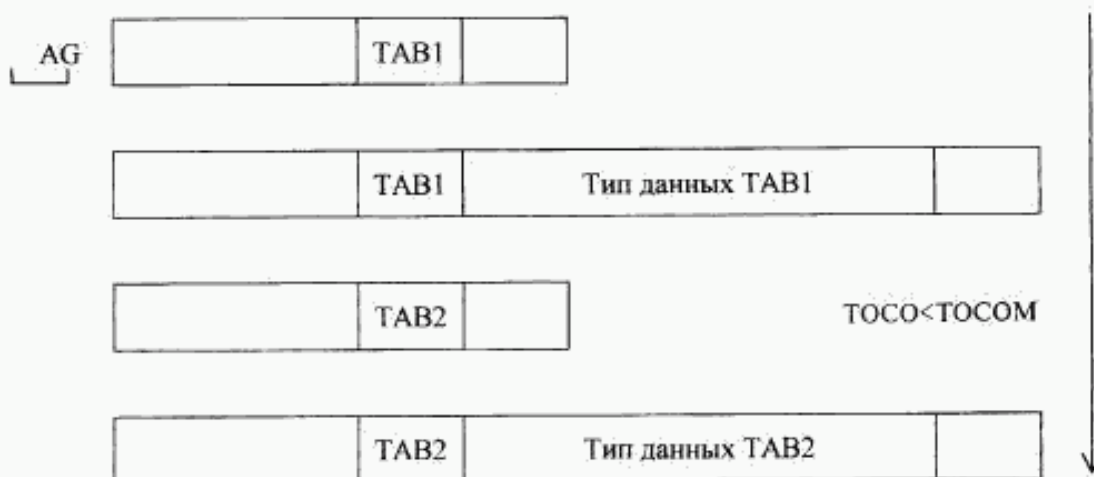 AG
TAB1
TAB1 Тип данных TAB1
TAB2 TOCO<TOCOM
TAB2 Тип данных TAB2